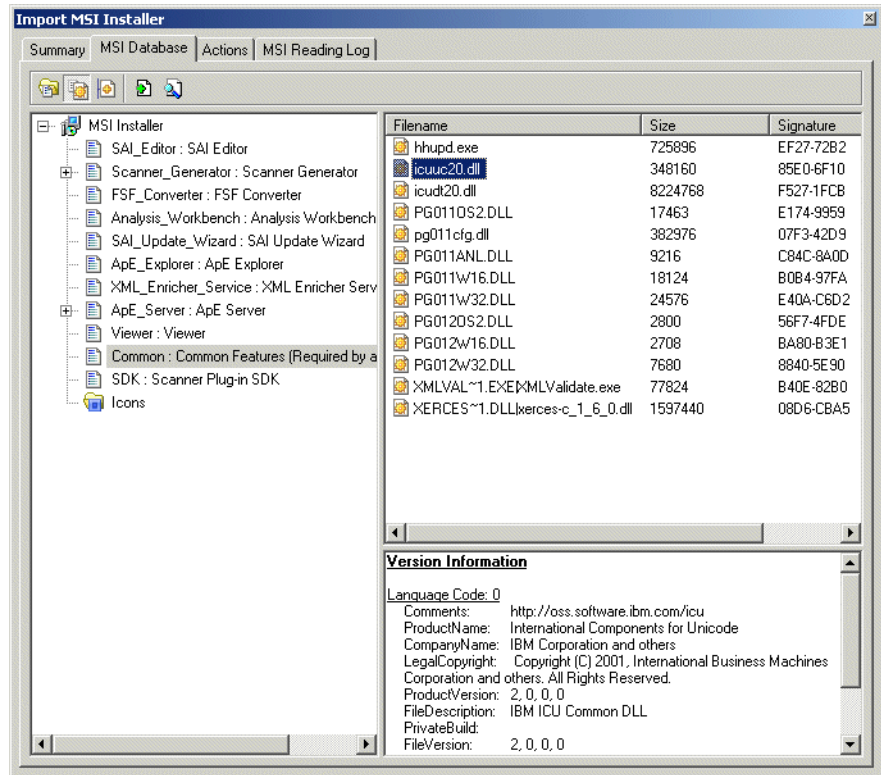 Import MSI Installer
Summary MSI Database Actions MSI Reading Log
MSI Installer
SAI_Editor : SAI Editor
Scanner_Generator : Scanner Generator
FSF_Converter : FSF Converter
Analysis_Workbench : Analysis Workbench
SAI_Update_Wizard : SAI Update Wizard
ApE_Explorer : ApE Explorer
XML_Enricher_Service : XML Enricher Serv
ApE_Server : ApE Server
Viewer : Viewer
Common : Common Features (Required by a
SDK : Scanner Plug-in SDK
Icons
Filename Size Signature
hhupd.exe 725896 EF27-72B2
icuuc20.dll 348160 85E0-6F10
icudt20.dll 8224768 F527-1FCB
PG011OS2.DLL 17463 E174-9959
pg011cfg.dll 382976 07F3-42D9
PG011ANL.DLL 9216 C84C-8A0D
PG011W16.DLL 18124 B0B4-97FA
PG011W32.DLL 24576 E40A-C6D2
PG012OS2.DLL 2800 56F7-4FDE
PG012W16.DLL 2708 BA80-B3E1
PG012W32.DLL 7680 8840-5E90
XMLVAL~1.EXE|XMLValidate.exe 77824 B40E-82B0
XERCES~1.DLL|xerces-c_1_6_0.dll 1597440 08D6-CBA5
Version Information
Language Code: 0
Comments: http://oss.software.ibm.com/icu
ProductName: International Components for Unicode
CompanyName: IBM Corporation and others
LegalCopyright: Copyright (C) 2001, International Business Machines
Corporation and others. All Rights Reserved.
ProductVersion: 2, 0, 0, 0
FileDescription: IBM ICU Common DLL
PrivateBuild:
FileVersion: 2, 0, 0, 0